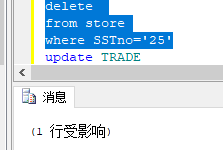 delete
from store
where SSTno='25'
update TRADE
消息
(1 行受影响)